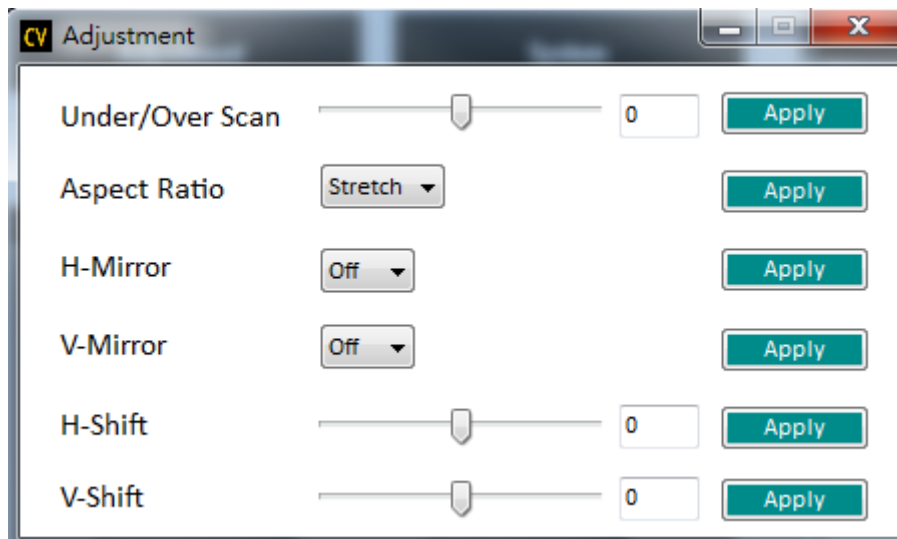 CV Adjustment
Under/Over Scan 0 Apply
Aspect Ratio Stretch Apply
H-Mirror Off Apply
V-Mirror Off Apply
H-Shift 0 Apply
V-Shift 0 Apply